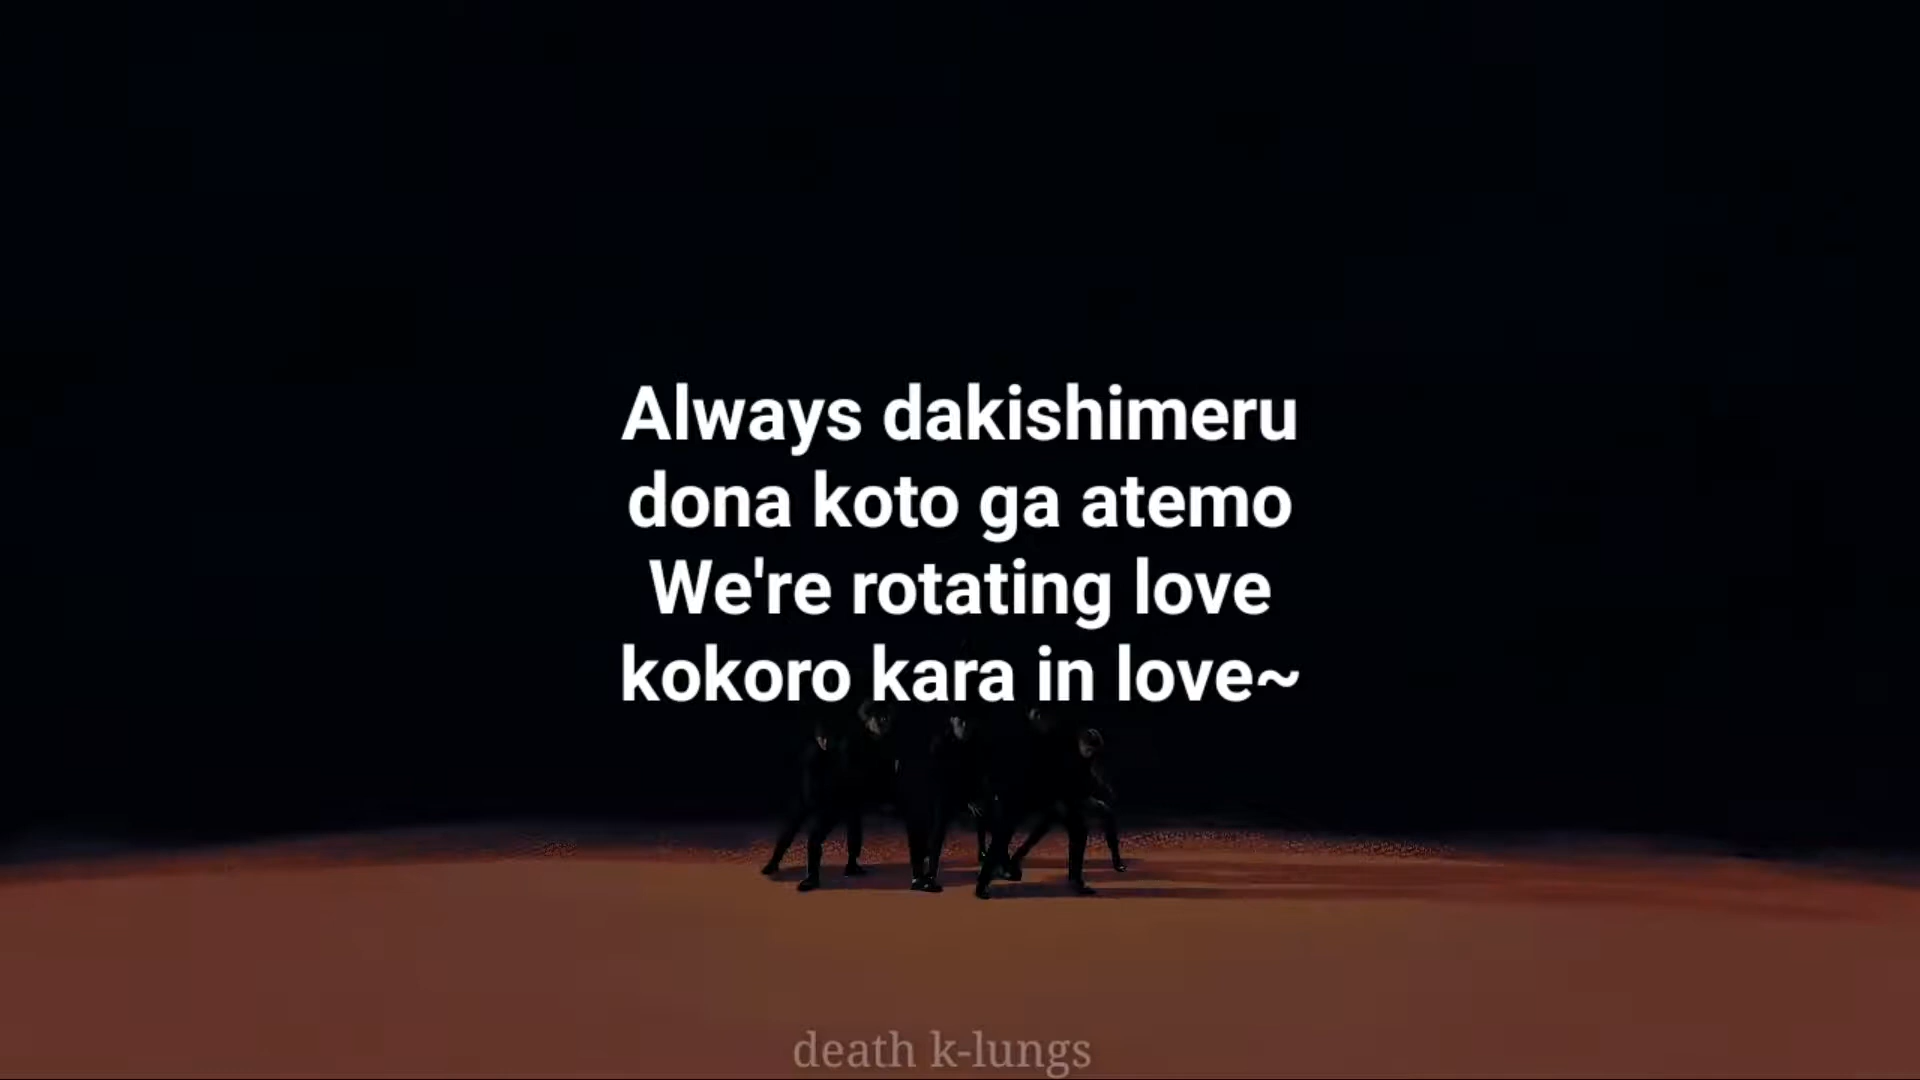 Always dakishimeru
dona koto ga atemo
We're rotating love
kokoro kara in love~
death k-lungs